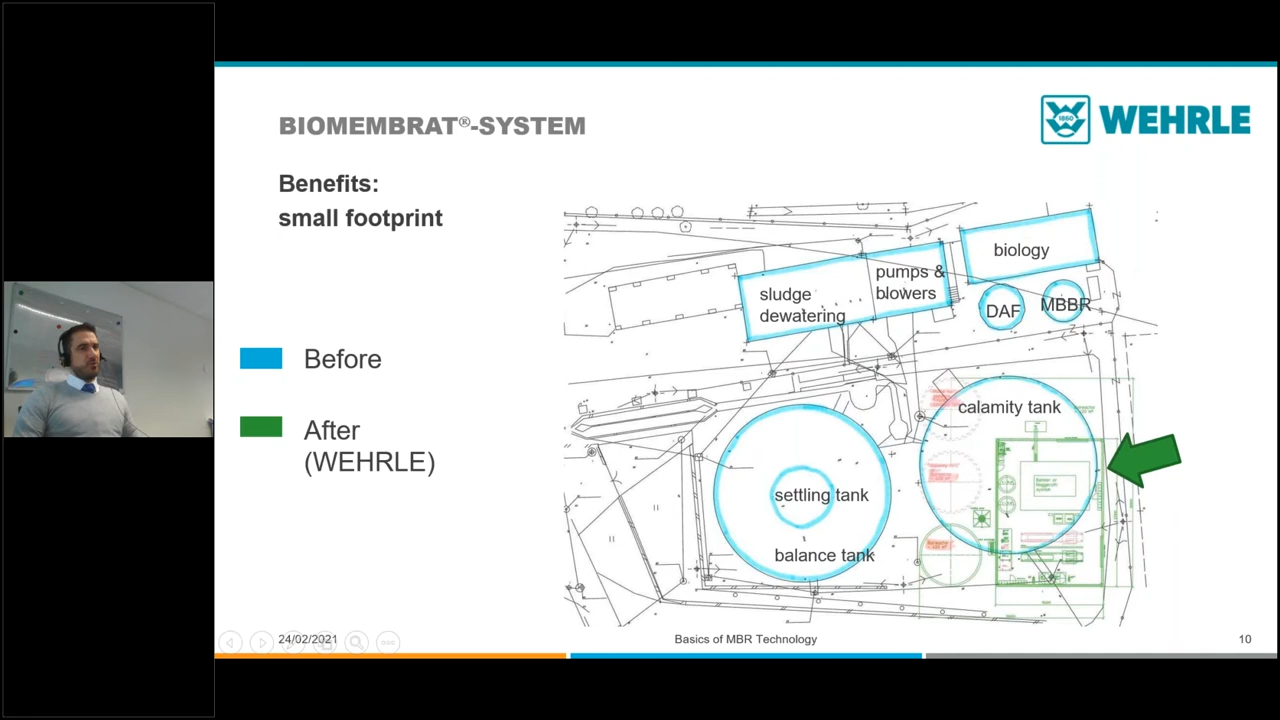 BIOMEMBRAT®-SYSTEM
1860
WEHRLE
Benefits:
small footprint
Before
After
(WEHRLE)
biology
pumps &
blowers
sludge
dewatering
DAF
MBBR
calamity tank
settling tank
balance tank
24/02/2021
Basics of MBR Technology
10